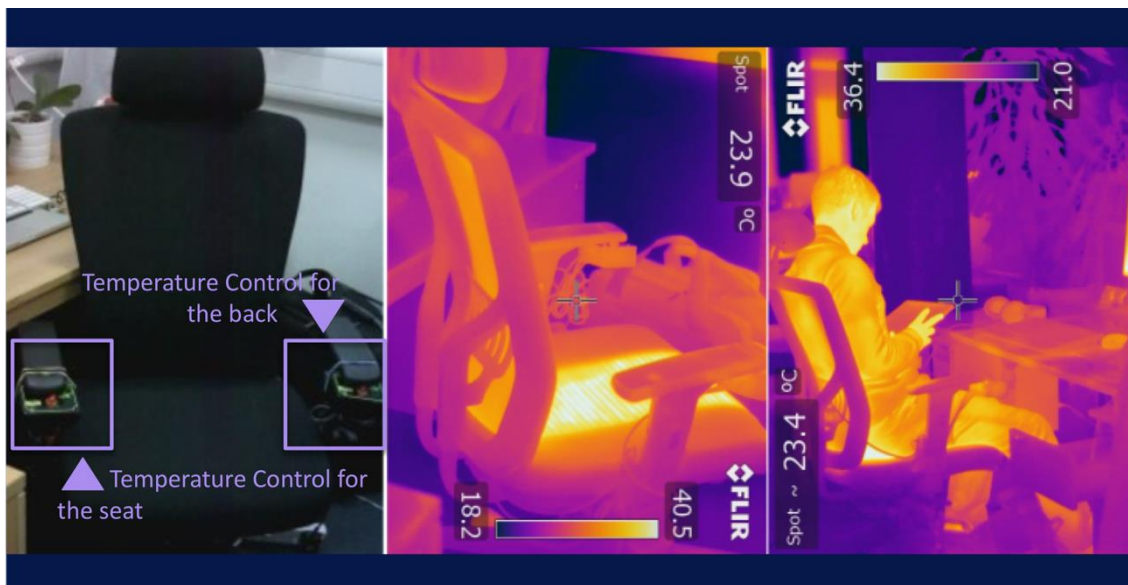 Temperature Control for
the back
Temperature Control for
the seat
Spot 23.9 °C
18.2 40.5
FLIR
FLIR
36.4 21.0
Spot ~ 23.4 °C